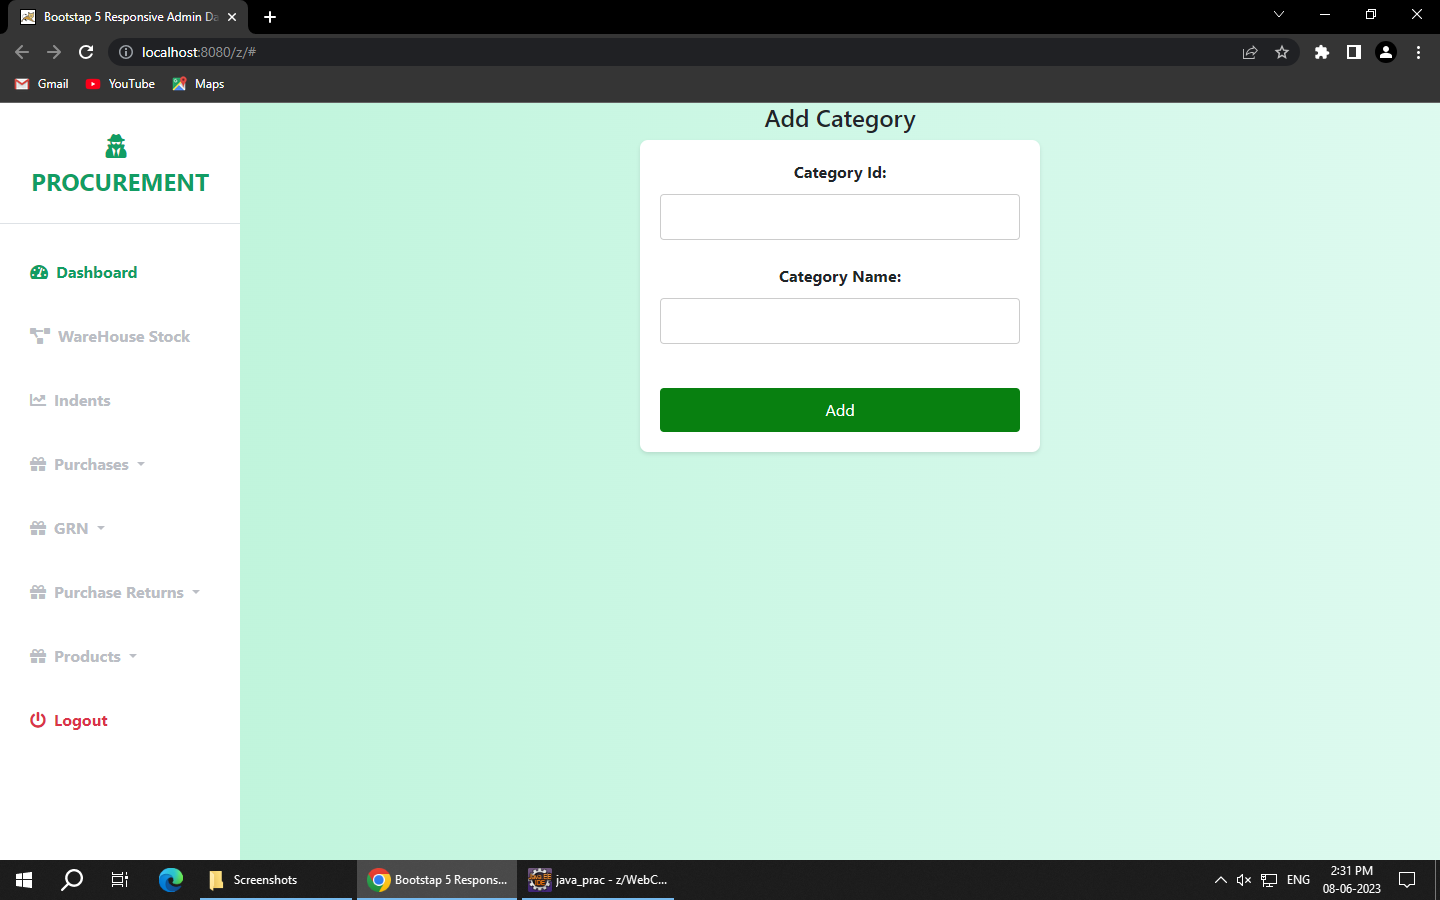 Bootstap 5 Responsive Admin Da
localhost:8080/z/#
Gmail
YouTube
Maps
PROCUREMENT
Dashboard
WareHouse Stock
Indents
Purchases
GRN
Purchase Returns
Products
Logout
Add Category
Category Id:
Category Name:
Add
Screenshots
Bootstap 5 Respons...
java_prac - z/WebC...
ENG
2:31 PM
08-06-2023